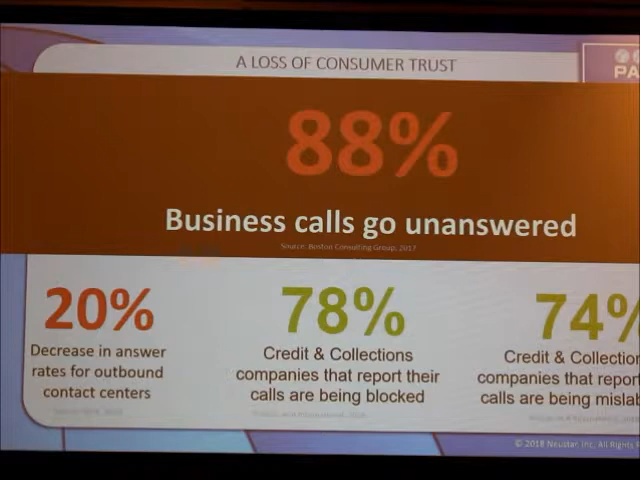 A LOSS OF CONSUMER TRUST
PA
88%
Business calls go unanswered
Source: Boston Consulting Group, 2017
20%
Decrease in answer
rates for outbound
contact centers
78%
Credit & Collections
companies that report their
calls are being blocked
74%
Credit & Collection
companies that report
calls are being mislab
© 2018 Neustar, Inc. All Rights R